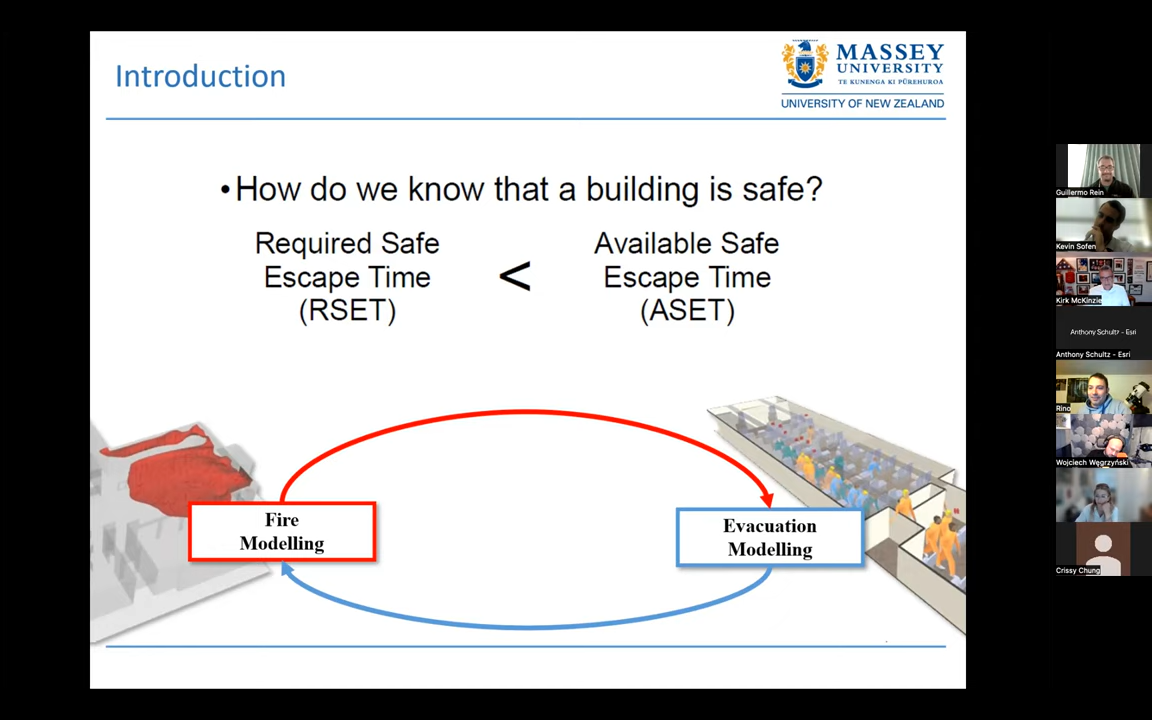 Introduction
MASSEY
UNIVERSITY
TE KUNENGA KI PŪREHUROA
UNIVERSITY OF NEW ZEALAND
•How do we know that a building is safe?
Required Safe
Escape Time
(RSET)
<
Available Safe
Escape Time
(ASET)
Fire
Modelling
Evacuation
Modelling
Guillermo Rein
Kevin Sofen
Kirk McKinzie
Anthony Schultz - Esri
Anthony Schultz - Esri
Rino
Wojciech Węgrzyński
Crissy Chung